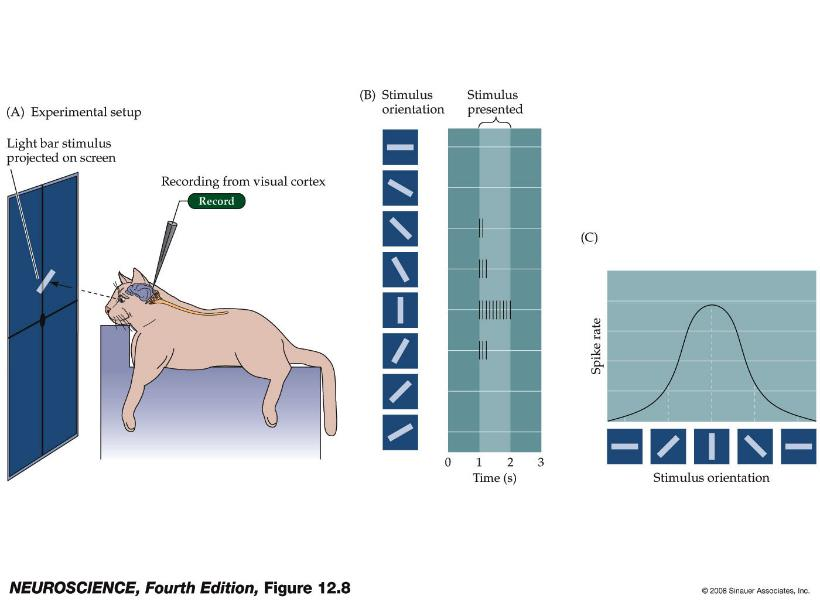 (A) Experimental setup
Light bar stimulus
projected on screen
Recording from visual cortex
Record
(B) Stimulus
orientation
Stimulus
presented
0 1 2 3
Time (s)
(C)
Spike rate
Stimulus orientation
NEUROSCIENCE, Fourth Edition, Figure 12.8
© 2008 Sinauer Associates, Inc.